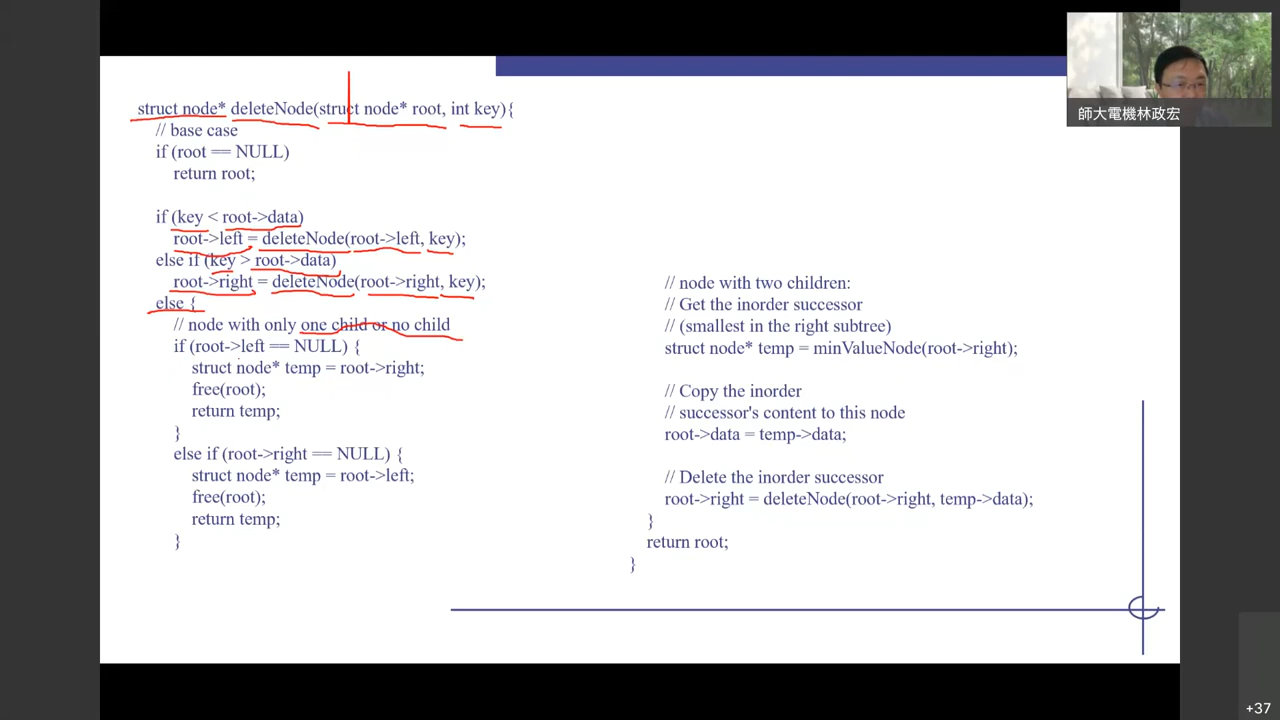 struct node* deleteNode(struct node* root, int key){
// base case
if (root == NULL)
return root;
if (key < root->data)
root->left = deleteNode(root->left, key);
else if (key > root->data)
root->right = deleteNode(root->right, key);
else {
// node with only one child or no child
if (root->left == NULL) {
struct node* temp = root->right;
free(root);
return temp;
}
else if (root->right == NULL) {
struct node* temp = root->left;
free(root);
return temp;
}
// node with two children:
// Get the inorder successor
// (smallest in the right subtree)
struct node* temp = minValueNode(root->right);
// Copy the inorder
// successor's content to this node
root->data = temp->data;
// Delete the inorder successor
root->right = deleteNode(root->right, temp->data);
}
return root;
}
師大電機林政宏
+37